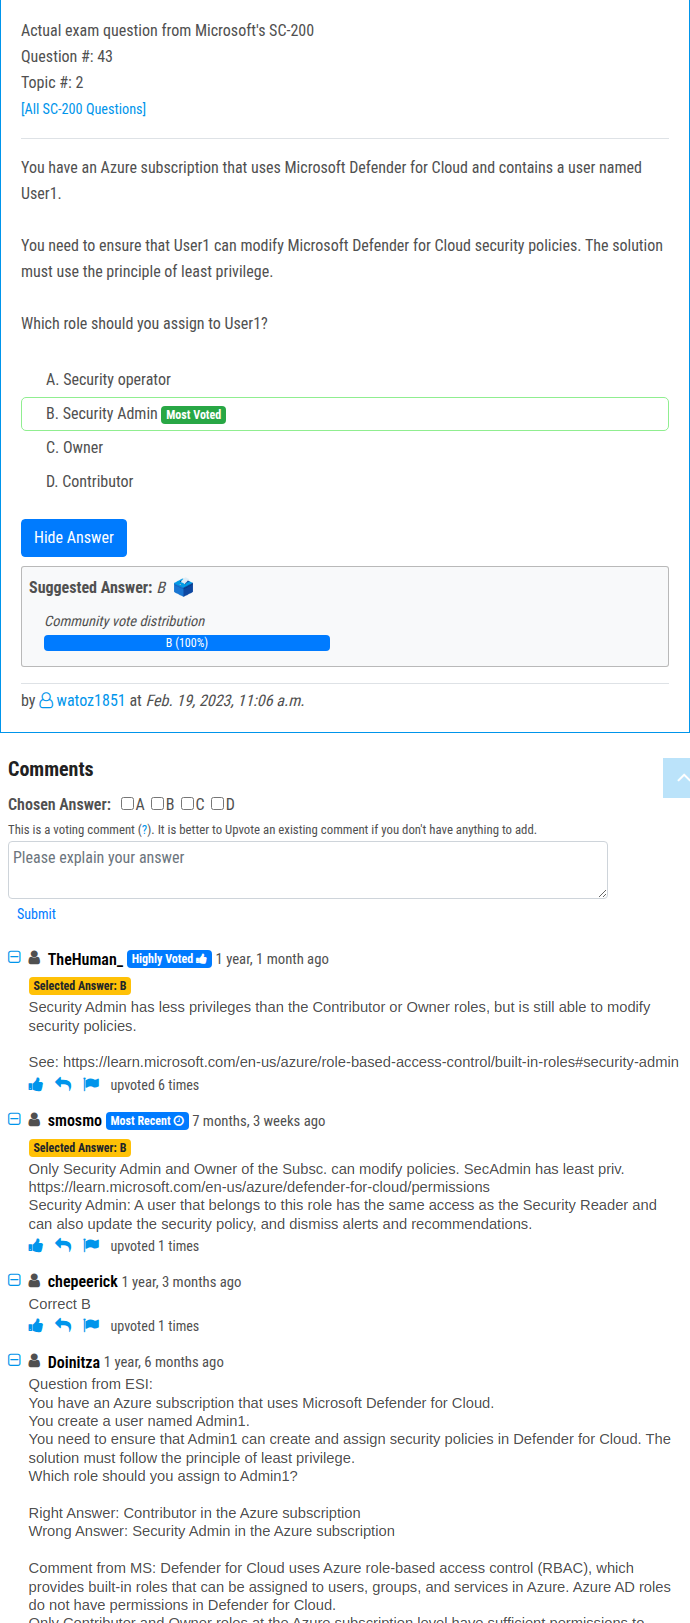 Actual exam question from Microsoft's SC-200
Question #: 43
Topic #: 2
[All SC-200 Questions]
You have an Azure subscription that uses Microsoft Defender for Cloud and contains a user named
User1.
You need to ensure that User1 can modify Microsoft Defender for Cloud security policies. The solution
must use the principle of least privilege.
Which role should you assign to User1?
A. Security operator
B. Security Admin Most Voted
C. Owner
D. Contributor
Hide Answer
Suggested Answer: B
Community vote distribution
B (100%)
by watoz1851 at Feb. 19, 2023, 11:06 a.m.
Comments
Chosen Answer: A B C D
This is a voting comment (?). It is better to Upvote an existing comment if you don't have anything to add.
Please explain your answer
Submit
TheHuman_ Highly Voted 1 year, 1 month ago
Selected Answer: B
Security Admin has less privileges than the Contributor or Owner roles, but is still able to modify
security policies.
See: https://learn.microsoft.com/en-us/azure/role-based-access-control/built-in-roles#security-admin
upvoted 6 times
smosmo Most Recent 7 months, 3 weeks ago
Selected Answer: B
Only Security Admin and Owner of the Subsc. can modify policies. SecAdmin has least priv.
https://learn.microsoft.com/en-us/azure/defender-for-cloud/permissions
Security Admin: A user that belongs to this role has the same access as the Security Reader and
can also update the security policy, and dismiss alerts and recommendations.
upvoted 1 times
chepeerick 1 year, 3 months ago
Correct B
upvoted 1 times
Doinitza 1 year, 6 months ago
Question from ESI:
You have an Azure subscription that uses Microsoft Defender for Cloud.
You create a user named Admin1.
You need to ensure that Admin1 can create and assign security policies in Defender for Cloud. The
solution must follow the principle of least privilege.
Which role should you assign to Admin1?
Right Answer: Contributor in the Azure subscription
Wrong Answer: Security Admin in the Azure subscription
Comment from MS: Defender for Cloud uses Azure role-based access control (RBAC), which
provides built-in roles that can be assigned to users, groups, and services in Azure. Azure AD roles
do not have permissions in Defender for Cloud.
Only Contributor and Owner roles at the Azure subscription level have sufficient permissions to